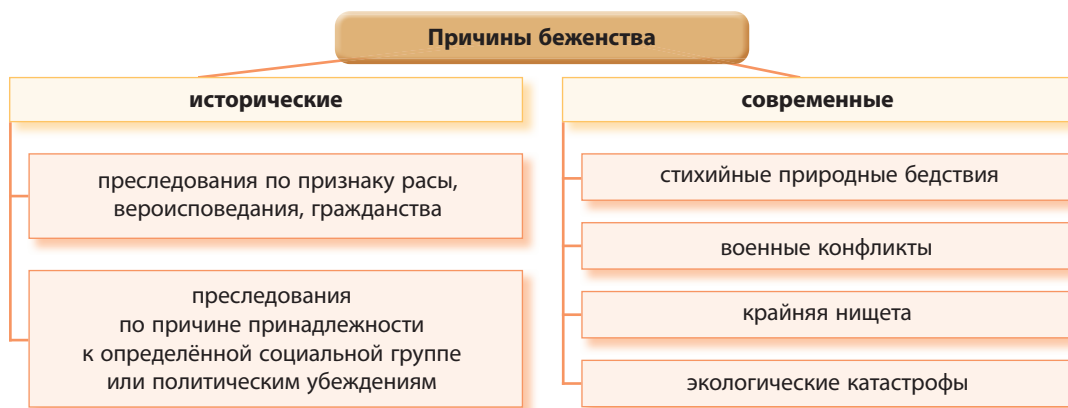 Причины беженства
исторические
преследования по признаку расы,
вероисповедания, гражданства
преследования
по причине принадлежности
к определённой социальной группе
или политическим убеждениям
современные
стихийные природные бедствия
военные конфликты
крайняя нищета
экологические катастрофы